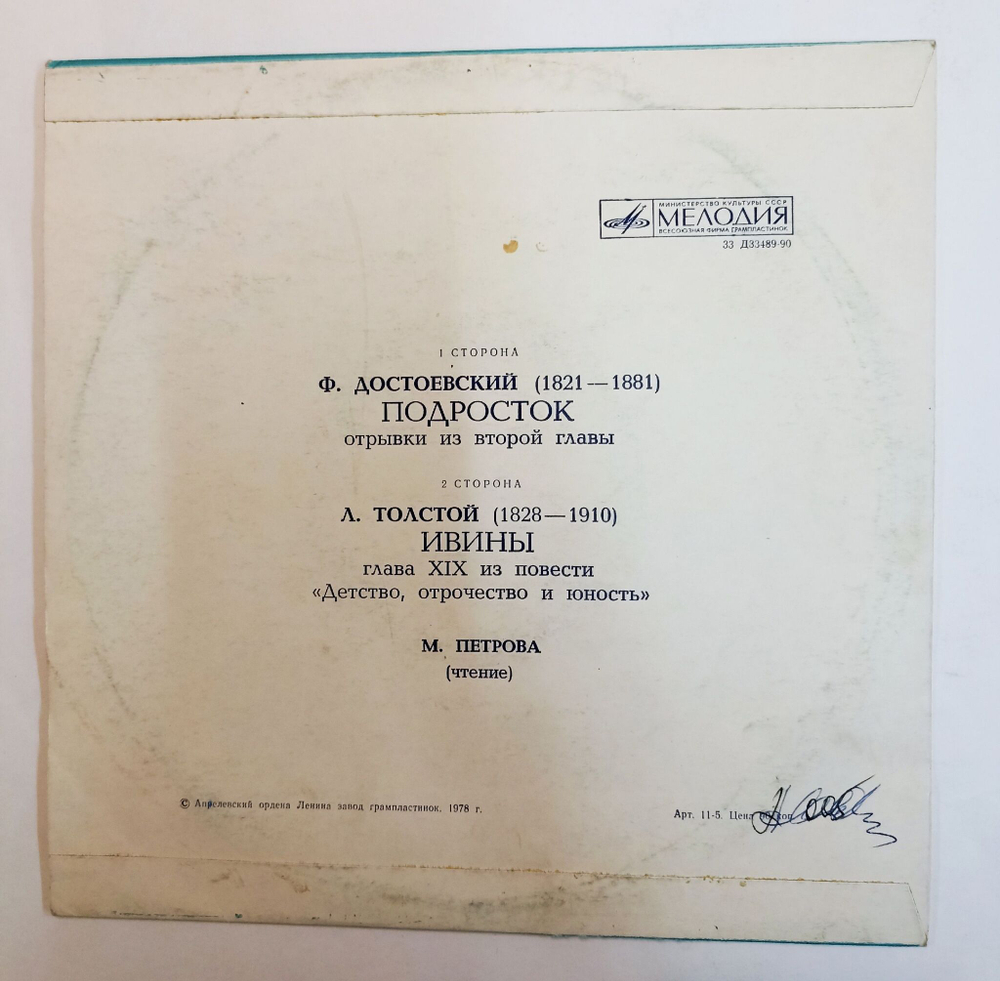 МИНИСТЕРСТВО КУЛЬТУРЫ СССР
МЕЛОДИЯ
ВСЕСОЮЗНАЯ ФИРМА ГРАМПЛАСТИНОК
33 Д33489-90
1 СТОРОНА
Ф. ДОСТОЕВСКИЙ (1821—1881)
ПОДРОСТОК
отрывки из второй главы
2 СТОРОНА
Л. ТОЛСТОЙ (1828—1910)
ИВИНЫ
глава XIX из повести
«Детство, отрочество и юность»
М. ПЕТРОВА
(чтение)
© Апрелевский ордена Ленина завод грампластинок. 1978 г.
Арт. 11-5. Цена коп.